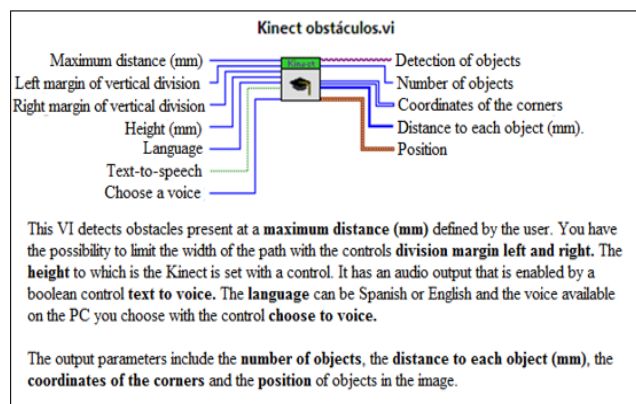 Kinect obstáculos.vi
Maximum distance (mm)
Left margin of vertical division
Right margin of vertical division
Height (mm)
Language
Text-to-speech
Choose a voice
Kinect
Detection of objects
Number of objects
Coordinates of the corners
Distance to each object (mm).
Position
This VI detects obstacles present at a maximum distance (mm) defined by the user. You have
the possibility to limit the width of the path with the controls division margin left and right. The
height to which is the Kinect is set with a control. It has an audio output that is enabled by a
boolean control text to voice. The language can be Spanish or English and the voice available
on the PC you choose with the control choose to voice.
The output parameters include the number of objects, the distance to each object (mm), the
coordinates of the corners and the position of objects in the image.